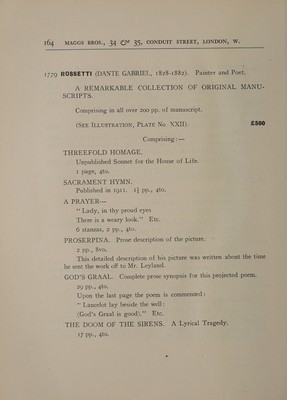 164 MAGGS BROS., 34 & 35, CONDUIT STREET, LONDON, W.
1779 ROSSETTI (DANTE GABRIEL, 1828-1882). Painter and Poet.
A REMARKABLE COLLECTION OF ORIGINAL MANU-
SCRIPTS.
Comprising in all over 200 pp. of manuscript.
(SEE ILLUSTRATION, PLATE NO. XXII). £500
Comprising:—
THREEFOLD HOMAGE.
Unpublished Sonnet for the House of Life.
1 page, 4to.
SACRAMENT HYMN.
Published in 1911. 1½ pp., 4to.
A PRAYER—
" Lady, in thy proud eyes
There is a weary look." Etc.
6 stanzas, 2 pp., 4to.
PROSERPINA. Prose description of the picture.
2 pp., 8vo.
This detailed description of his picture was written about the time
he sent the work off to Mr. Leyland.
GOD'S GRAAL. Complete prose synopsis for this projected poem.
29 pp., 4to.
Upon the last page the poem is commenced:
" Lancelot lay beside the well:
(God's Graal is good)." Etc.
THE DOOM OF THE SIRENS. A Lyrical Tragedy.
17 pp., 4to.